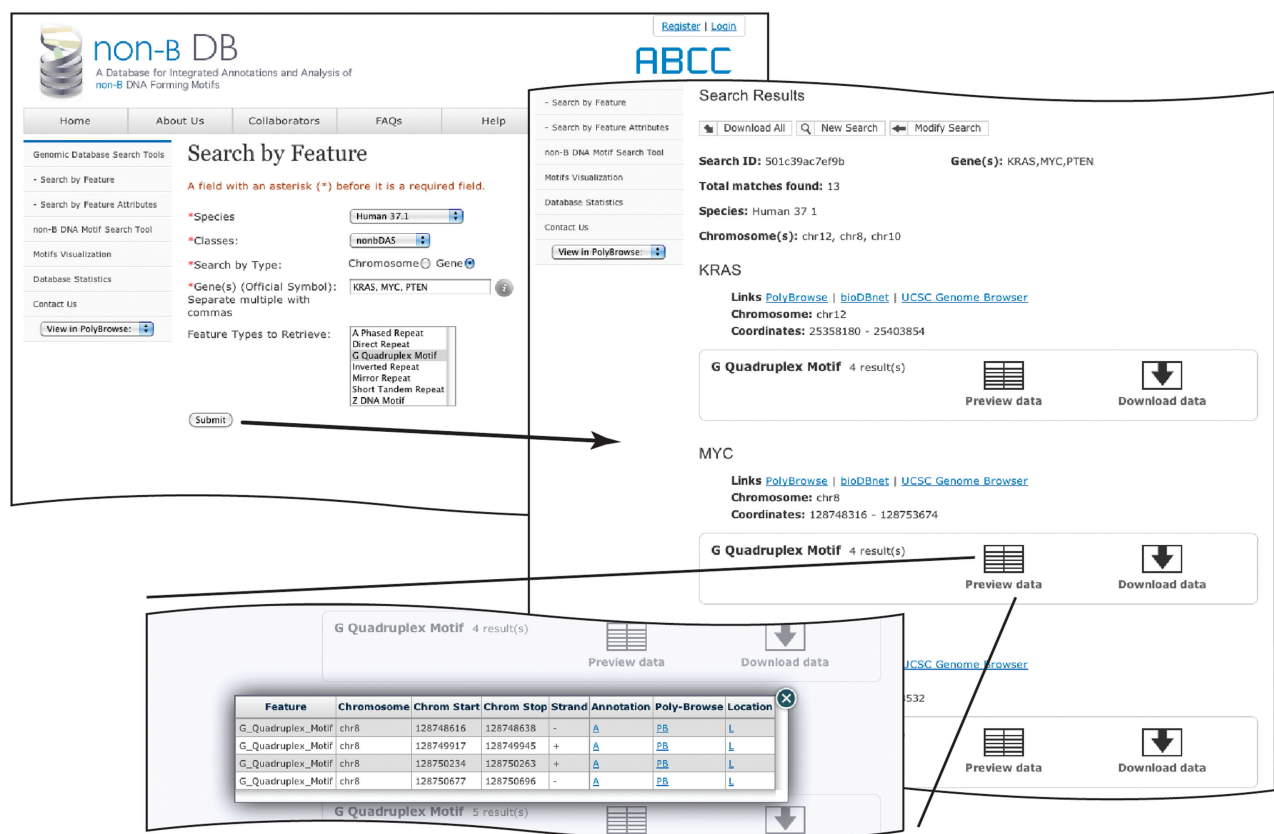 Register | Login
non-B DB
A Database for Integrated Annotations and Analysis of
non-B DNA Forming Motifs
ABCC
Home About Us Collaborators FAQs Help
Genomic Database Search Tools
- Search by Feature
- Search by Feature Attributes
non-B DNA Motif Search Tool
Motifs Visualization
Database Statistics
Contact Us
View in PolyBrowse:
Search by Feature
A field with an asterisk (*) before it is a required field.
*Species Human 37.1
*Classes: nonbDAS
*Search by Type: Chromosome Gene
*Gene(s) (Official Symbol): KRAS, MYC, PTEN i
Separate multiple with
commas
Feature Types to Retrieve:
A Phased Repeat
Direct Repeat
G Quadruplex Motif
Inverted Repeat
Mirror Repeat
Short Tandem Repeat
Z DNA Motif
Submit
- Search by Feature
- Search by Feature Attributes
non-B DNA Motif Search Tool
Motifs Visualization
Database Statistics
Contact Us
View in PolyBrowse:
Search Results
Download All New Search Modify Search
Search ID: 501c39ac7ef9b Gene(s): KRAS,MYC,PTEN
Total matches found: 13
Species: Human 37 1
Chromosome(s): chr12, chr8, chr10
KRAS
Links PolyBrowse | bioDBnet | UCSC Genome Browser
Chromosome: chr12
Coordinates: 25358180 - 25403854
G Quadruplex Motif 4 result(s)
Preview data Download data
MYC
Links PolyBrowse | bioDBnet | UCSC Genome Browser
Chromosome: chr8
Coordinates: 128748316 - 128753674
G Quadruplex Motif 4 result(s)
Preview data Download data
UCSC Genome Browser
532
Preview data Download data
G Quadruplex Motif 4 result(s)
Preview data Download data
Feature Chromosome Chrom Start Chrom Stop Strand Annotation Poly-Browse Location
G_Quadruplex_Motif chr8 128748616 128748638 - A PB L
G_Quadruplex_Motif chr8 128749917 128749945 + A PB L
G_Quadruplex_Motif chr8 128750234 128750263 + A PB L
G_Quadruplex_Motif chr8 128750677 128750696 - A PB L
G Quadruplex Motif 5 result(s)